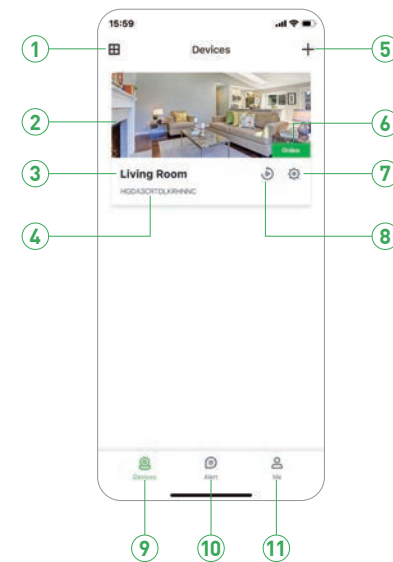 15:59
1
Devices
5
2
6
Online
3
Living Room
7
4
HGDA3CRTDLKRHNNC
8
Devices
Alert
Me
9
10
11